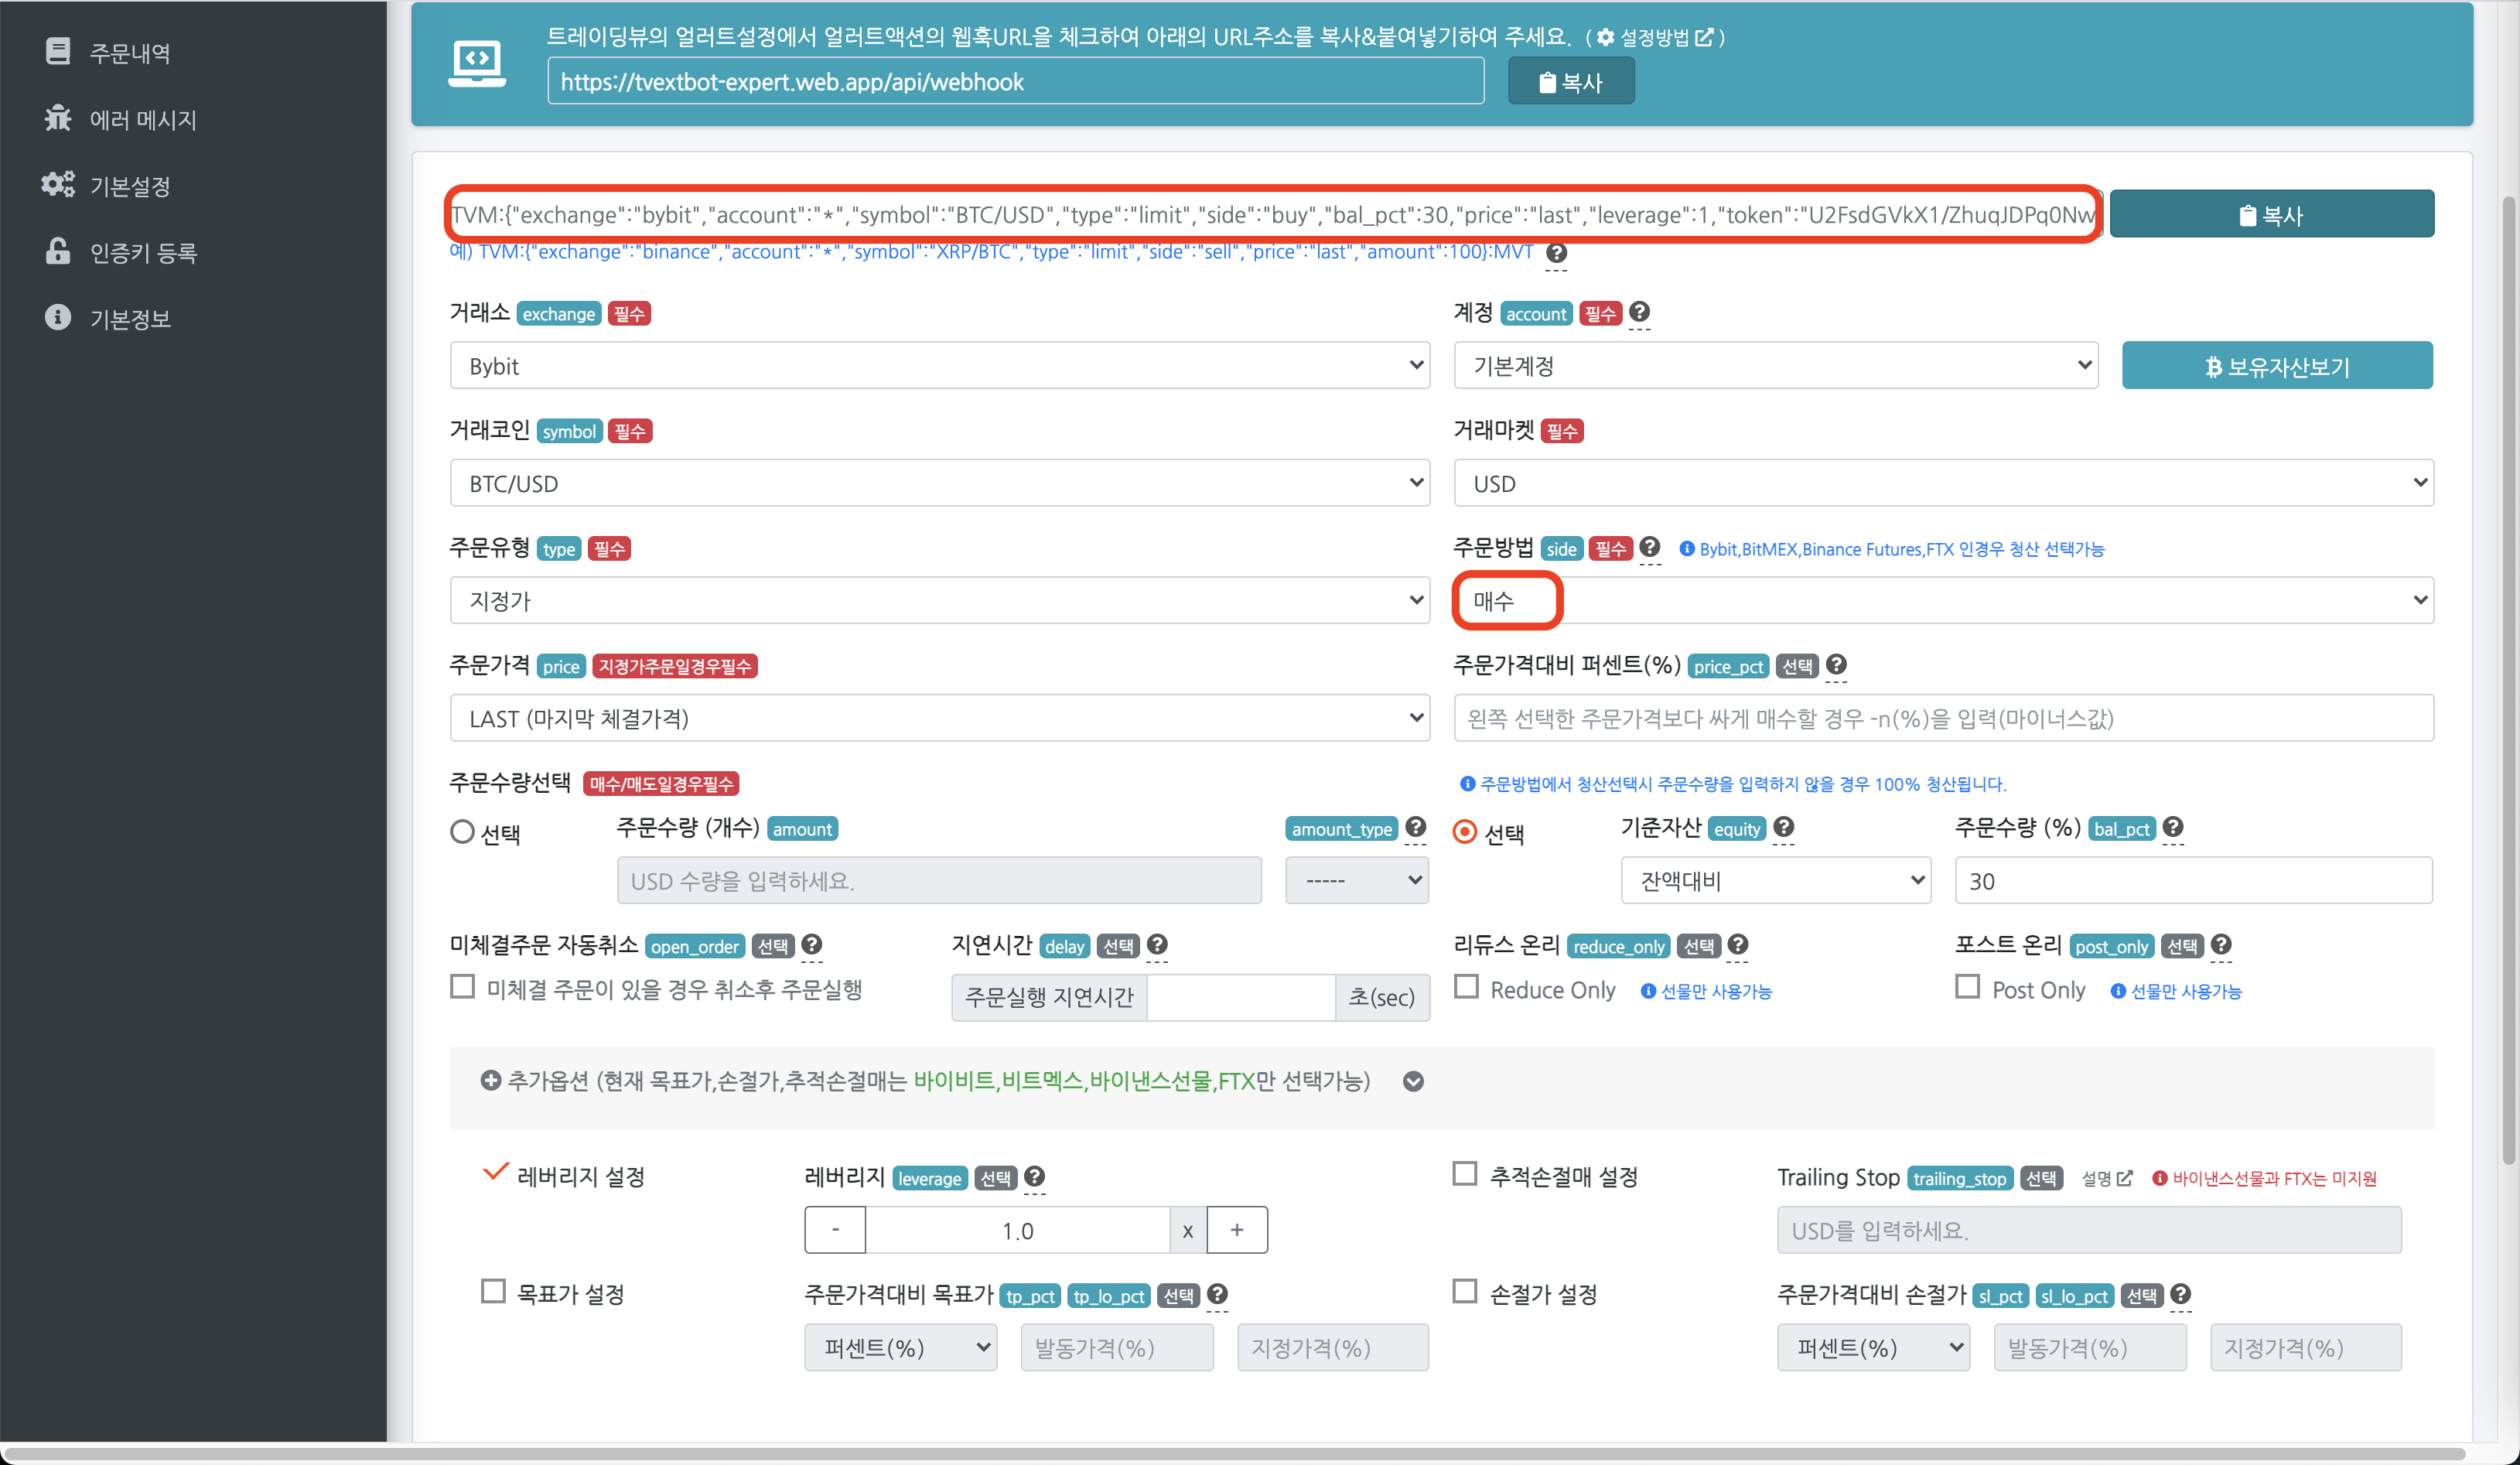 주문내역
에러 메시지
기본설정
인증키 등록
기본정보
트레이딩뷰의 얼러트설정에서 얼러트액션의 웹훅URL을 체크하여 아래의 URL주소를 복사&붙여넣기하여 주세요. ( 설정방법 )
https://tvextbot-expert.web.app/api/webhook 복사
TVM:{"exchange":"bybit","account":"*","symbol":"BTC/USD","type":"limit","side":"buy","bal_pct":30,"price":"last","leverage":1,"token":"U2FsdGVkX1/ZhuqJDPq0Nw 복사
예) TVM:{"exchange":"binance","account":"*","symbol":"XRP/BTC","type":"limit","side":"sell","price":"last","amount":100}:MVT
거래소 exchange 필수 계정 account 필수
Bybit 기본계정 보유자산보기
거래코인 symbol 필수 거래마켓 필수
BTC/USD USD
주문유형 type 필수 주문방법 side 필수 Bybit,BitMEX,Binance Futures,FTX 인경우 청산 선택가능
지정가 매수
주문가격 price 지정가주문일경우필수 주문가격대비 퍼센트(%) price_pct 선택
LAST (마지막 체결가격) 왼쪽 선택한 주문가격보다 싸게 매수할 경우 -n(%)을 입력(마이너스값)
주문수량선택 매수/매도일경우필수 주문방법에서 청산선택시 주문수량을 입력하지 않을 경우 100% 청산됩니다.
선택 주문수량 (개수) amount amount_type 선택 기준자산 equity 주문수량 (%) bal_pct
USD 수량을 입력하세요. ----- 잔액대비 30
미체결주문 자동취소 open_order 선택 지연시간 delay 선택 리듀스 온리 reduce_only 선택 포스트 온리 post_only 선택
미체결 주문이 있을 경우 취소후 주문실행 주문실행 지연시간 초(sec) Reduce Only 선물만 사용가능 Post Only 선물만 사용가능
추가옵션 (현재 목표가,손절가,추적손절매는 바이비트,비트멕스,바이낸스선물,FTX만 선택가능)
레버리지 설정 레버리지 leverage 선택 추적손절매 설정 Trailing Stop trailing_stop 선택 설명 바이낸스선물과 FTX는 미지원
- 1.0 x + USD를 입력하세요.
목표가 설정 주문가격대비 목표가 tp_pct tp_lo_pct 선택 손절가 설정 주문가격대비 손절가 sl_pct sl_lo_pct 선택
퍼센트(%) 발동가격(%) 지정가격(%) 퍼센트(%) 발동가격(%) 지정가격(%)